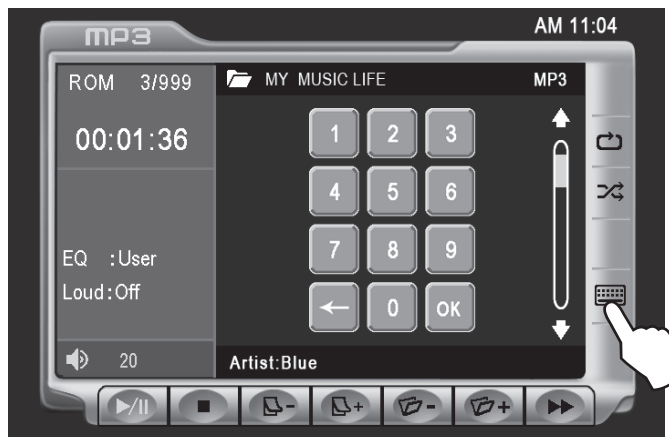 AM 11:04
MP3
ROM 3/999
MY MUSIC LIFE MP3
00:01:36
1 2 3
4 5 6
7 8 9
← 0 OK
EQ :User
Loud:Off
20
Artist:Blue
- + - +